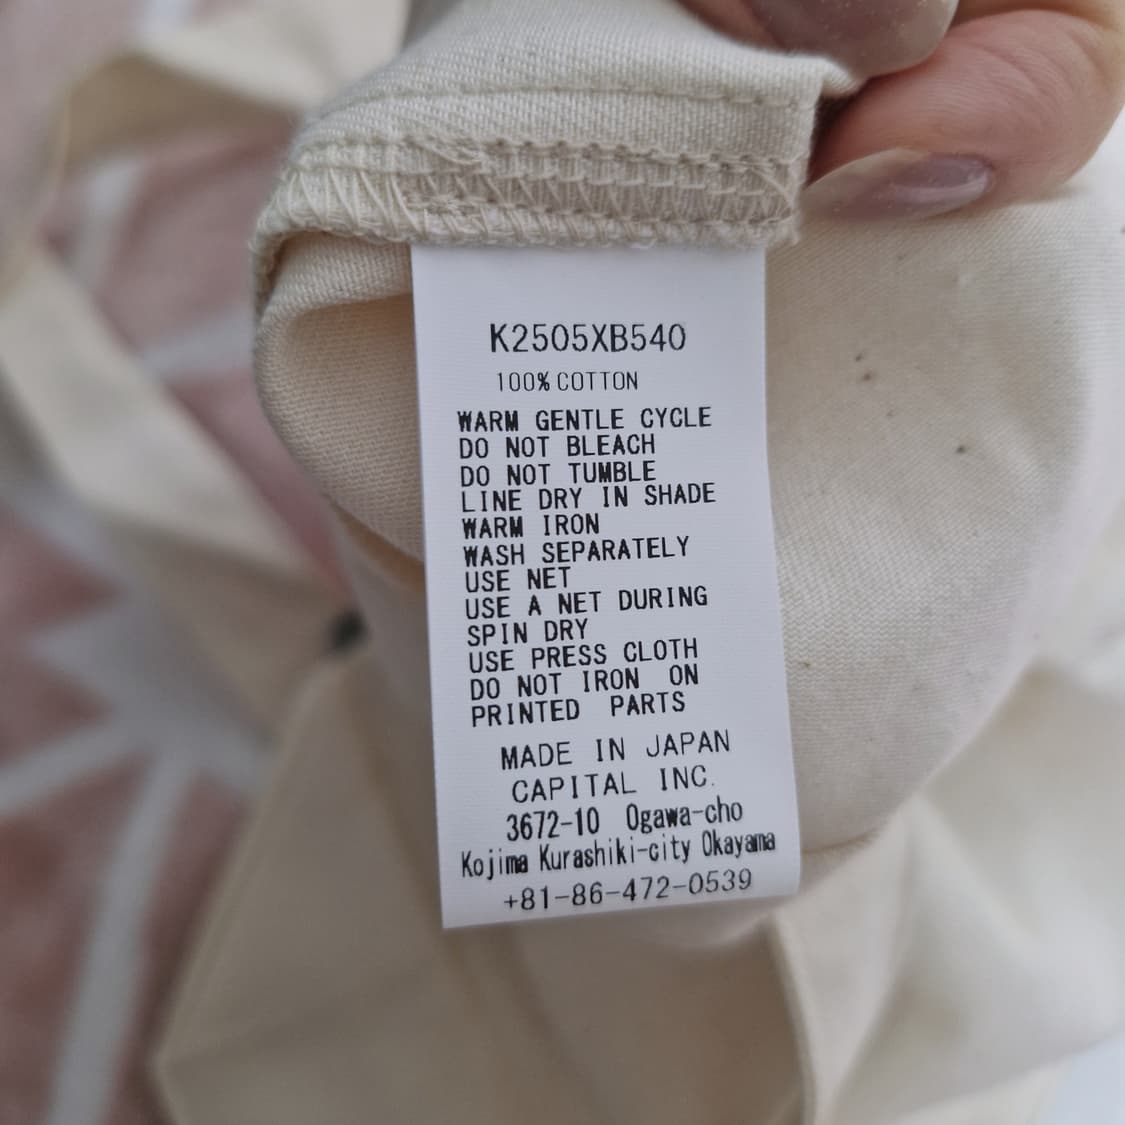 K2505XB540
100% COTTON
WARM GENTLE CYCLE
DO NOT BLEACH
DO NOT TUMBLE
LINE DRY IN SHADE
WARM IRON
WASH SEPARATELY
USE NET
USE A NET DURING
SPIN DRY
USE PRESS CLOTH
DO NOT IRON ON
PRINTED PARTS
MADE IN JAPAN
CAPITAL INC.
3672-10 Ogawa-cho
Kojima Kurashiki-city Okayama
+81-86-472-0539